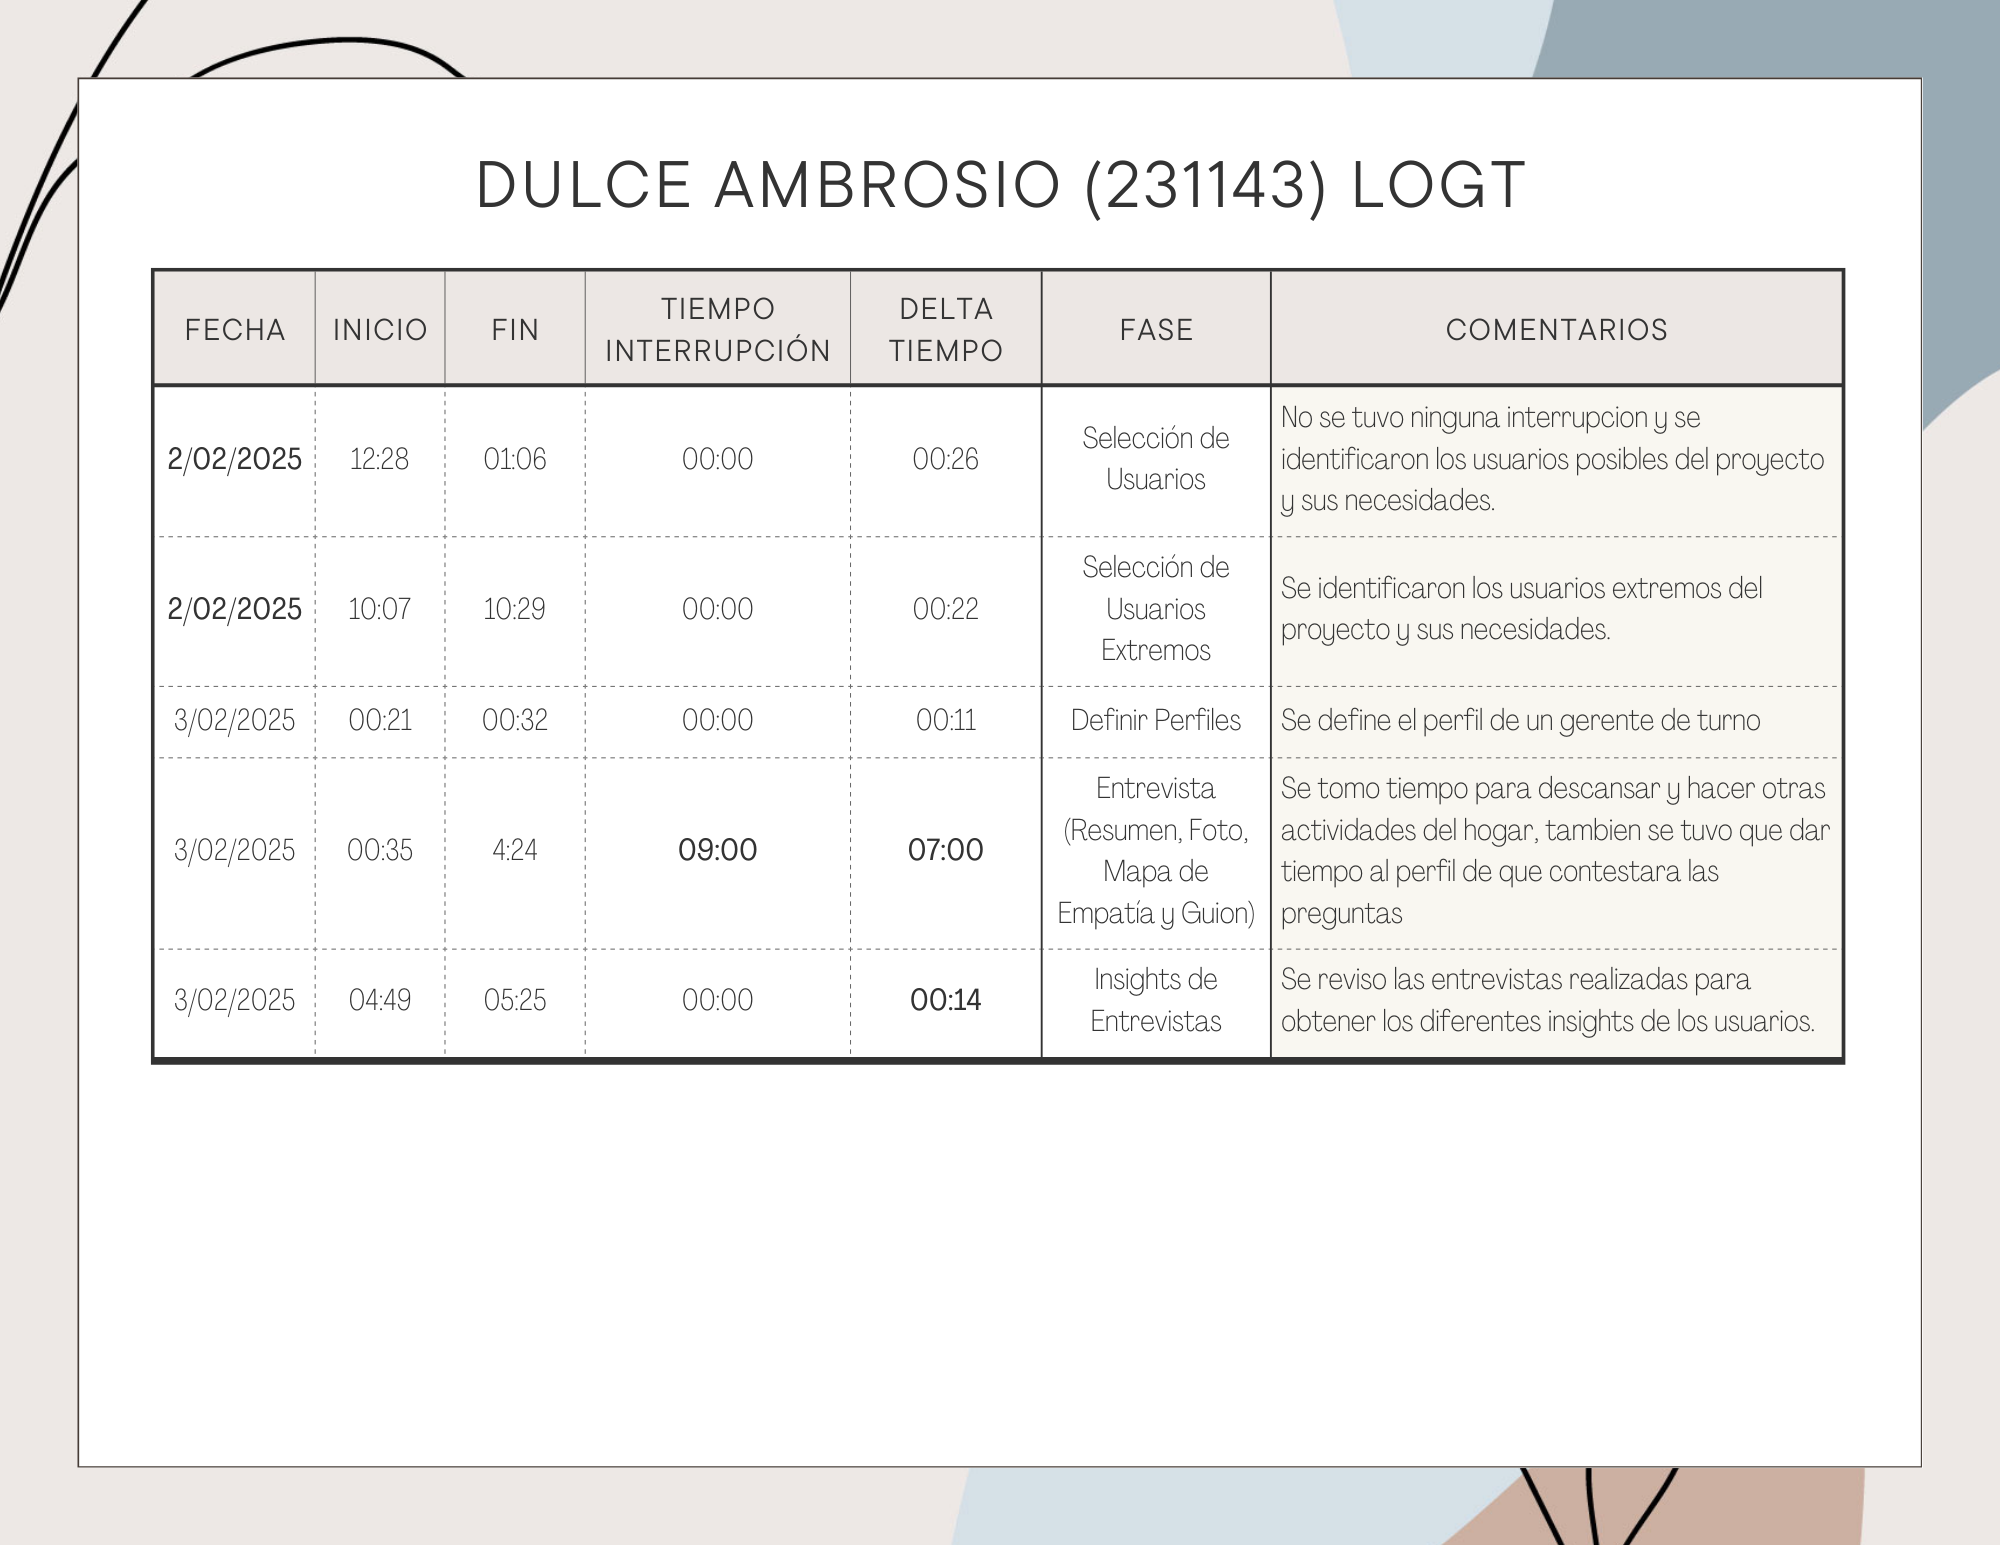 DULCE AMBROSIO (231143) LOGT
FECHA
INICIO
FIN
TIEMPO
INTERRUPCIÓN
DELTA
TIEMPO
FASE
COMENTARIOS
2/02/2025
12:28
01:06
00:00
00:26
Selección de
Usuarios
No se tuvo ninguna interrupcion y se
identificaron los usuarios posibles del proyecto
y sus necesidades.
2/02/2025
10:07
10:29
00:00
00:22
Selección de
Usuarios
Extremos
Se identificaron los usuarios extremos del
proyecto y sus necesidades.
3/02/2025
00:21
00:32
00:00
00:11
Definir Perfiles
Se define el perfil de un gerente de turno
3/02/2025
00:35
4:24
09:00
07:00
Entrevista
(Resumen, Foto,
Mapa de
Empatía y Guion)
Se tomo tiempo para descansar y hacer otras
actividades del hogar, tambien se tuvo que dar
tiempo al perfil de que contestara las
preguntas
3/02/2025
04:49
05:25
00:00
00:14
Insights de
Entrevistas
Se reviso las entrevistas realizadas para
obtener los diferentes insights de los usuarios.